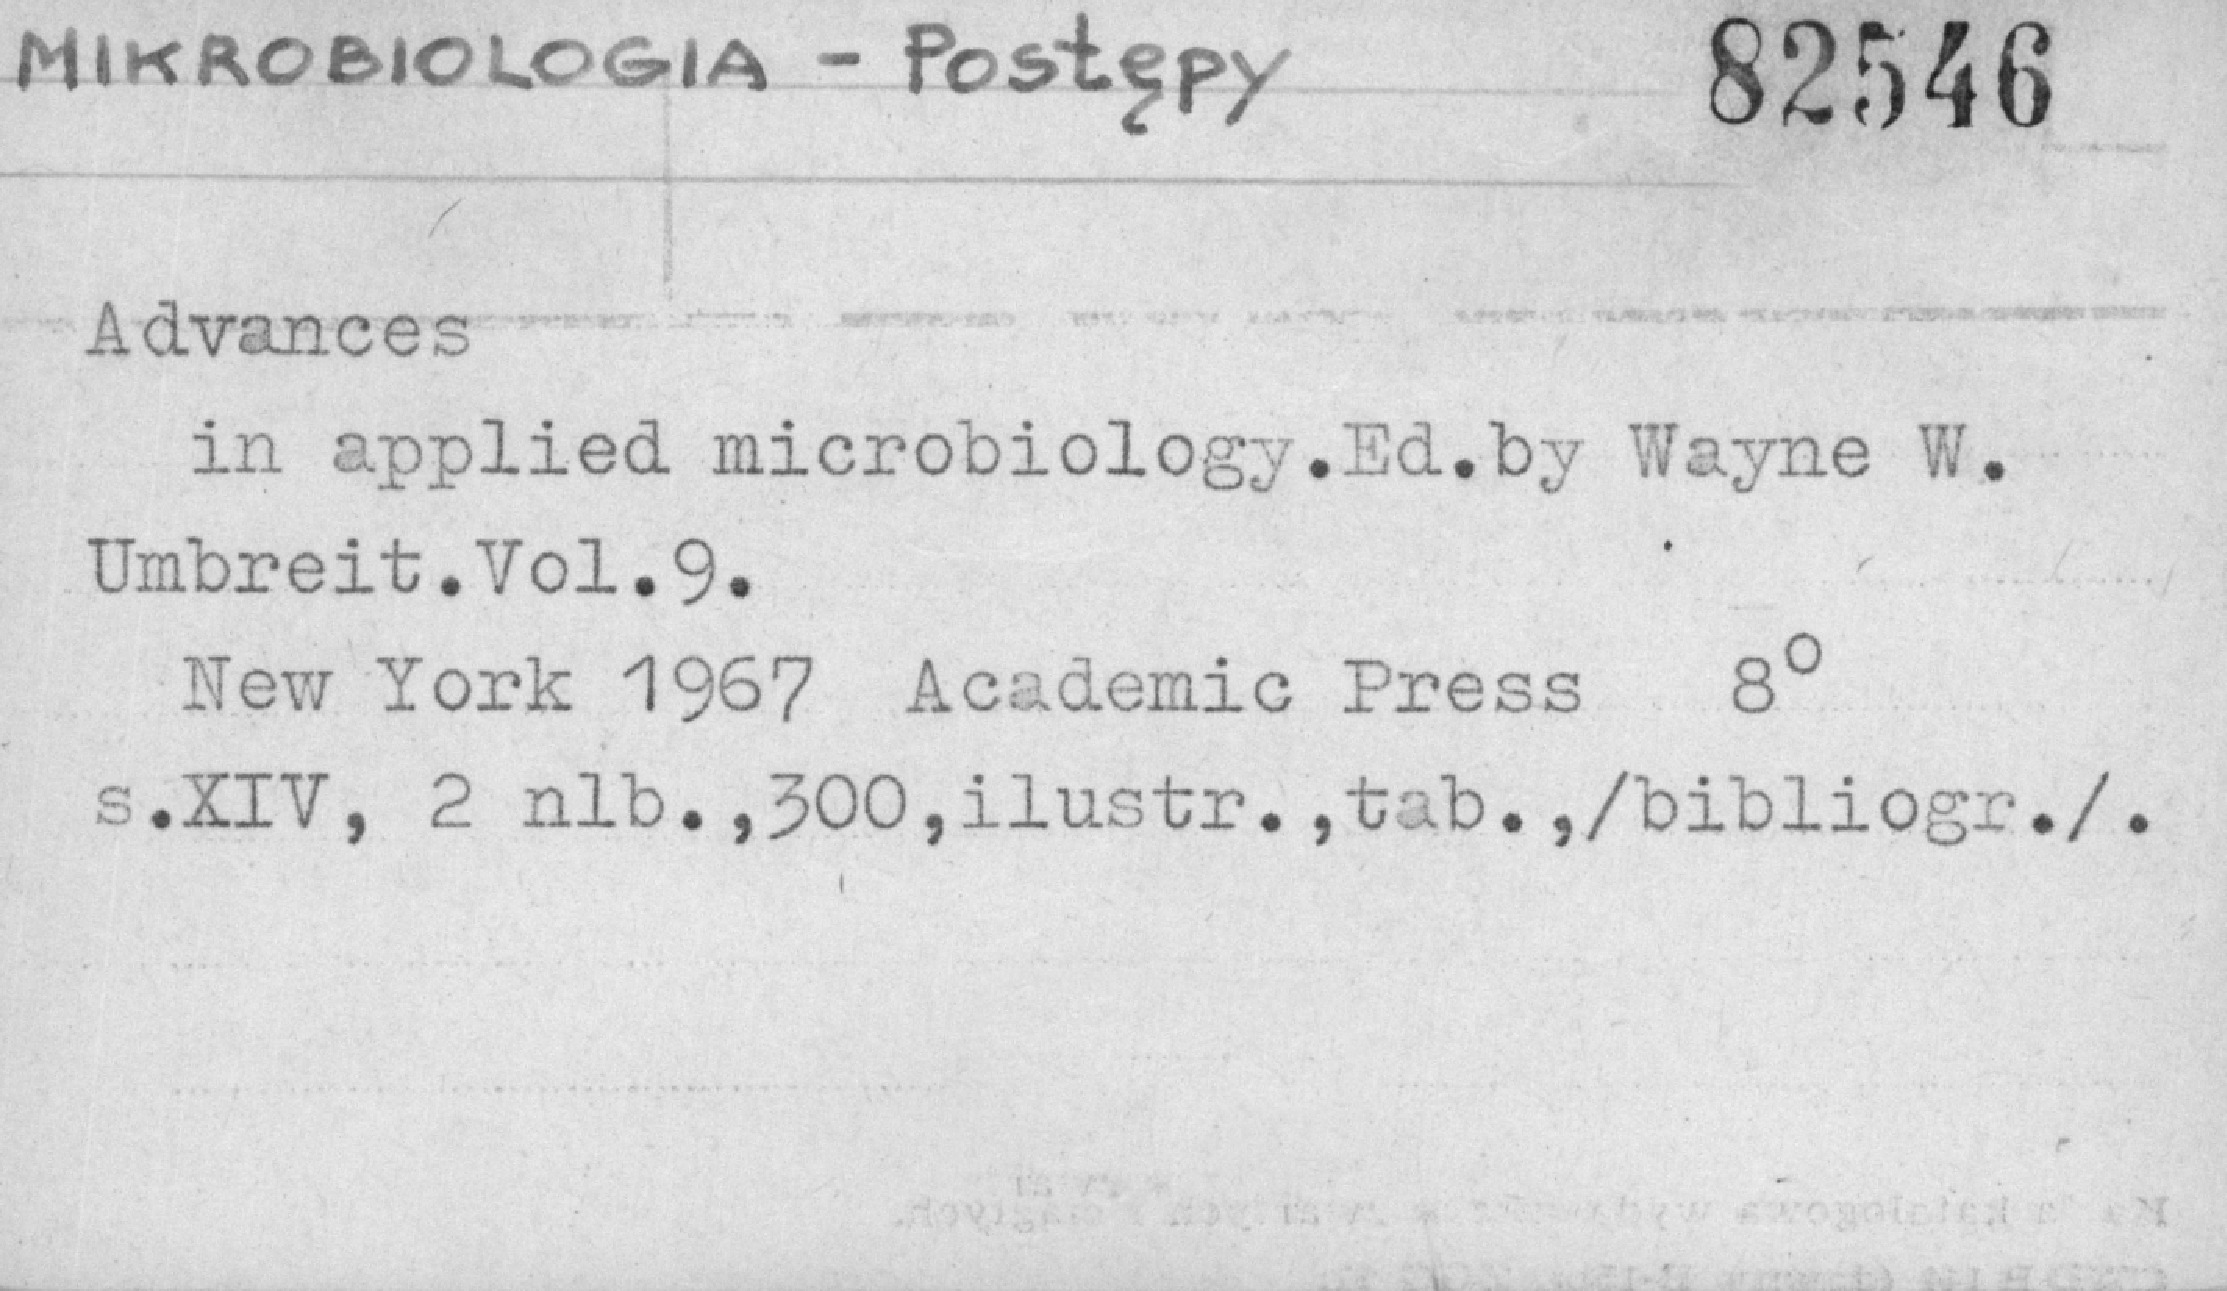 MIKROBIOLOGIA - Postępy 82546
Advances
in applied microbiology.Ed.by Wayne W.
Umbreit.Vol.9.
New York 1967 Academic Press 8º
s.XIV, 2 nlb.,300,ilustr.,tab.,/bibliogr./.